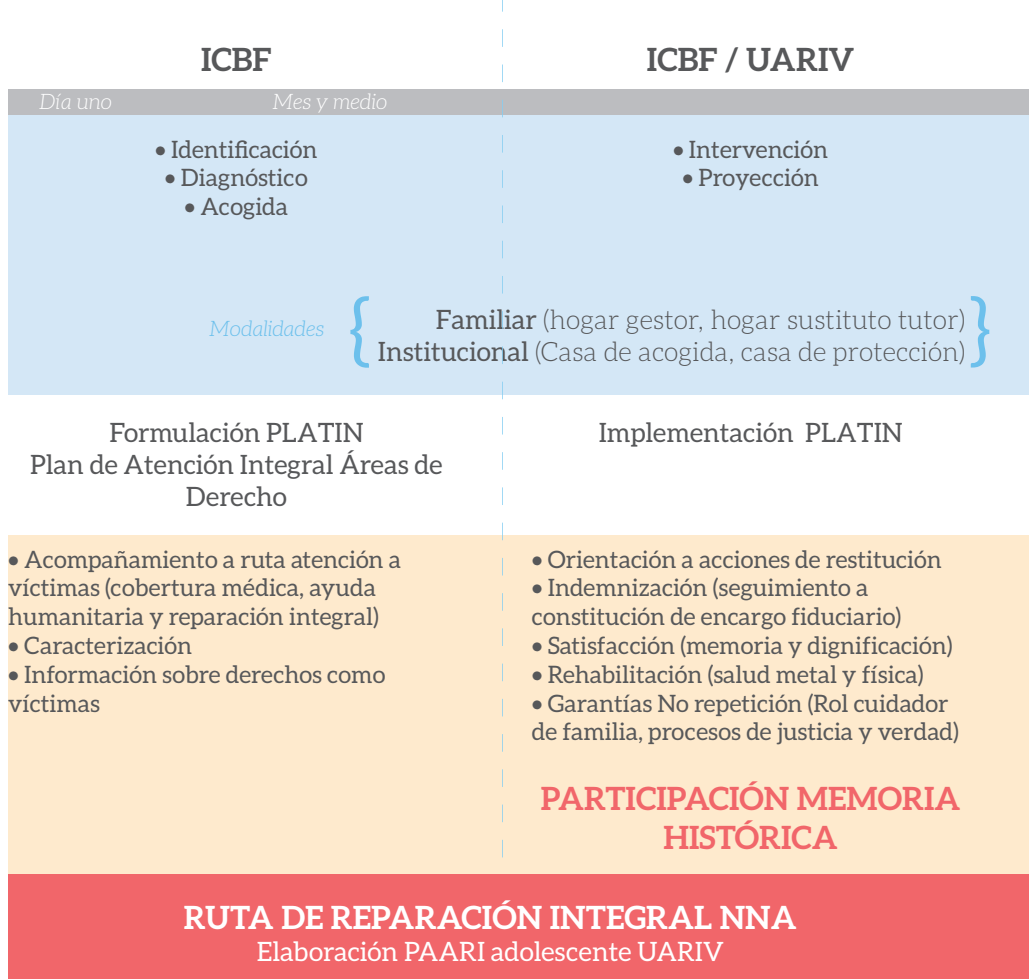 ICBF
ICBF / UARIV
Día uno
Mes y medio
• Identificación
• Diagnóstico
• Acogida
• Intervención
• Proyección
Modalidades
{ Familiar (hogar gestor, hogar sustituto tutor) }
Institucional (Casa de acogida, casa de protección)
Formulación PLATIN
Plan de Atención Integral Áreas de
Derecho
Implementación PLATIN
• Acompañamiento a ruta atención a
víctimas (cobertura médica, ayuda
humanitaria y reparación integral)
• Caracterización
• Información sobre derechos como
víctimas
• Orientación a acciones de restitución
• Indemnización (seguimiento a
constitución de encargo fiduciario)
• Satisfacción (memoria y dignificación)
• Rehabilitación (salud metal y física)
• Garantías No repetición (Rol cuidador
de familia, procesos de justicia y verdad)
PARTICIPACIÓN MEMORIA
HISTÓRICA
RUTA DE REPARACIÓN INTEGRAL NNA
Elaboración PAARI adolescente UARIV